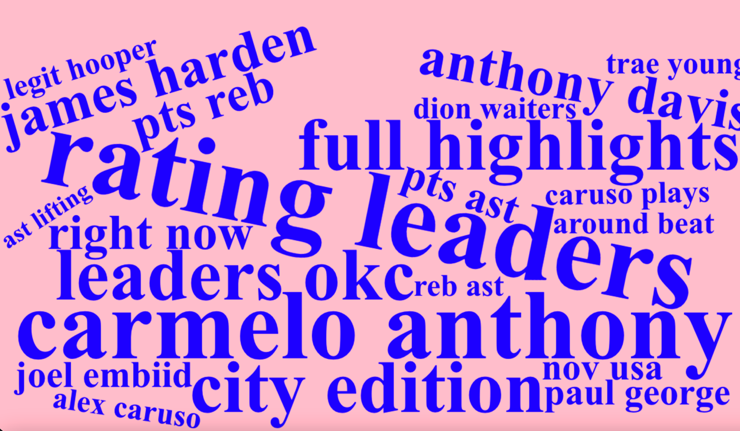 legit hooper
james harden
pts reb
anthony davis
trae young
dion waiters
full highlights
rating leaders
pts ast
caruso plays
ast lifting
right now
around beat
leaders okc
reb ast
carmelo anthony
joel embiid
city edition
nov usa
alex caruso
paul george